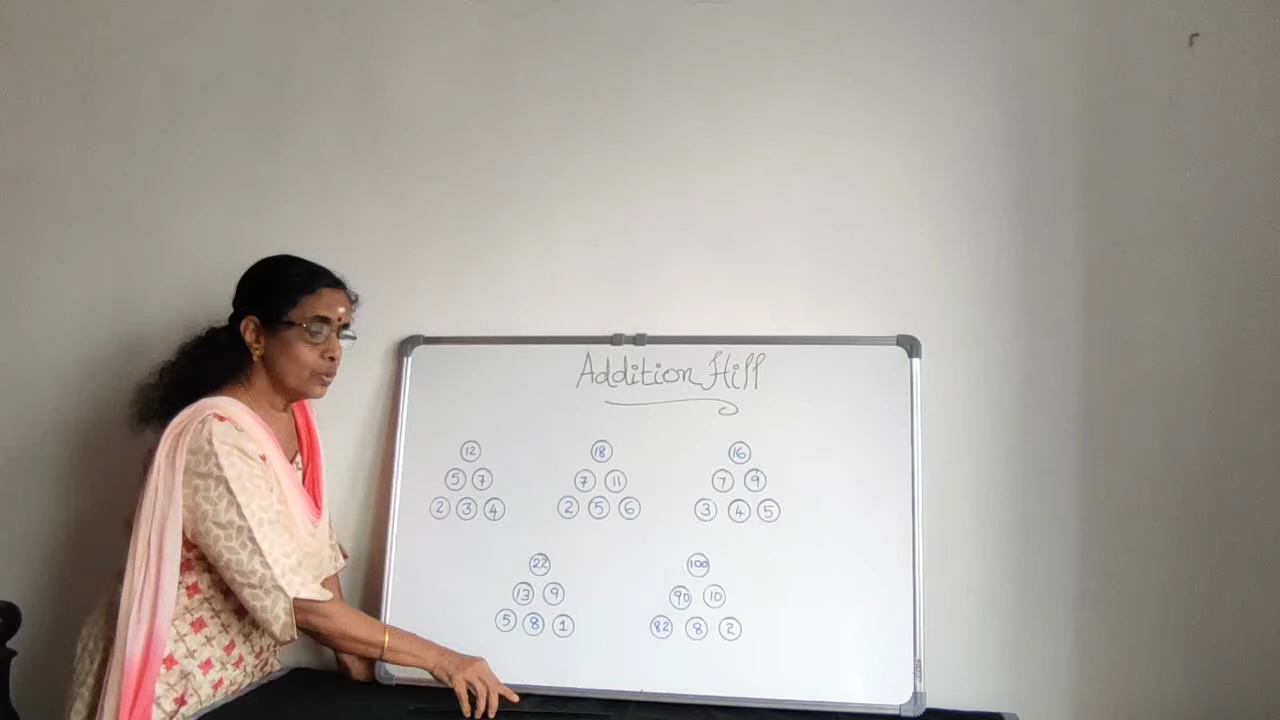 Addition Hill
12 18 16
5 7 7 11 7 9
2 3 4 2 5 6 3 4 5
22 100
13 9 90 10
5 8 1 82 8 2